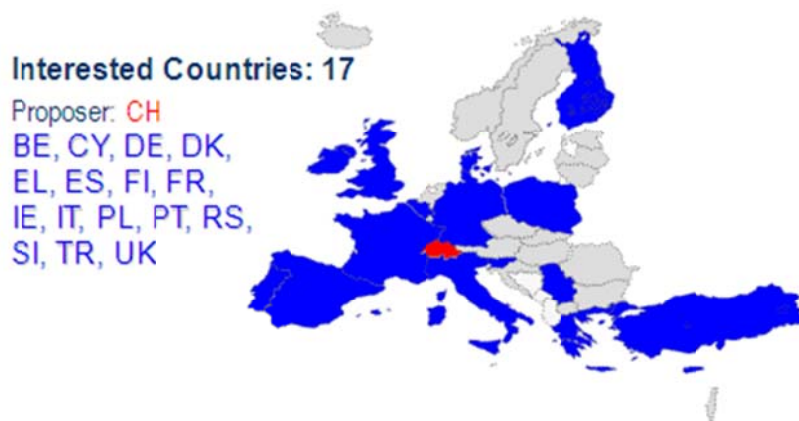 Interested Countries: 17
Proposer: CH
BE, CY, DE, DK,
EL, ES, FI, FR,
IE, IT, PL, PT, RS,
SI, TR, UK